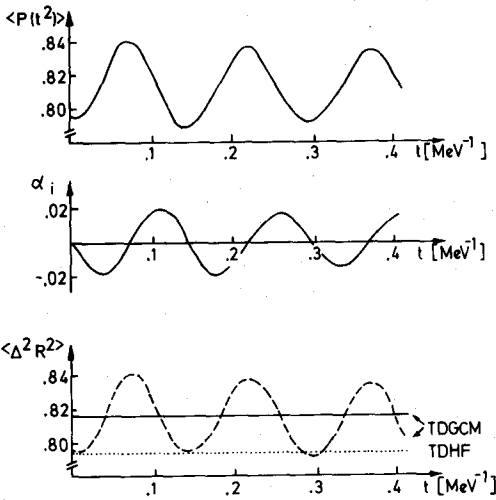 <P(t²)>
.84
.82
.80
.1 .2 .3 .4 t[MeV⁻¹]
α i
.02
-.02
.1 .2 .3 .4 t [MeV⁻¹]
<Δ²R²>
.84
.82
.80
TDGCM
TDHF
.1 .2 .3 .4 t [MeV⁻¹]